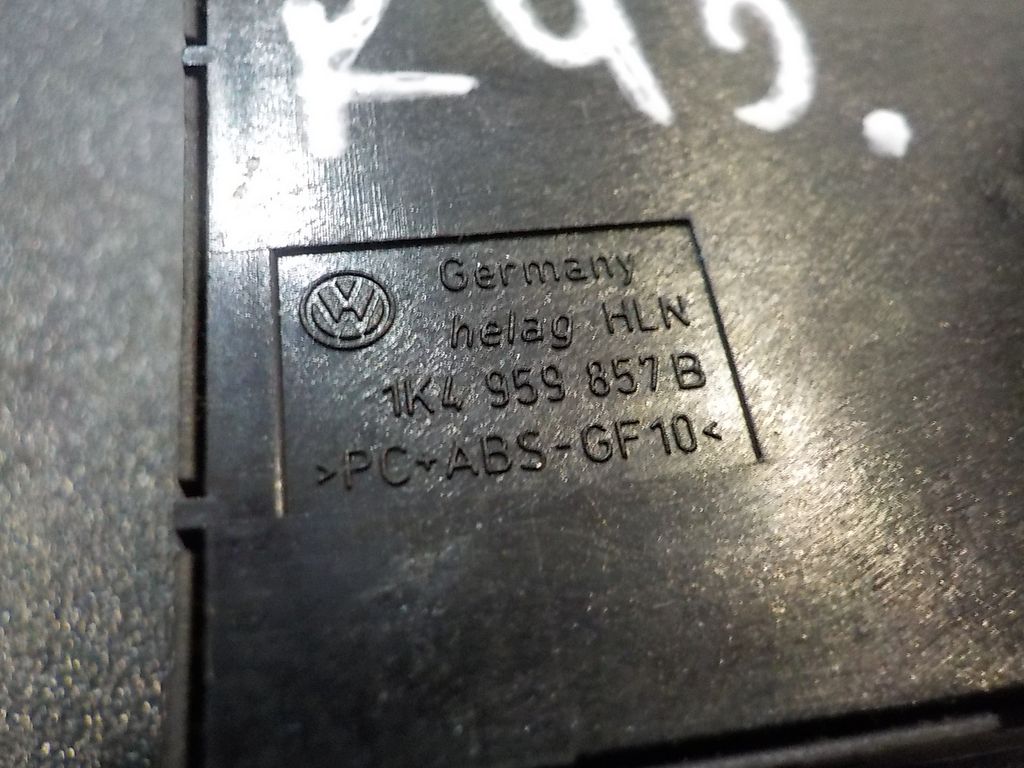 Germany
helag HLN
1K4 959 857 B
>PC+ABS-GF10<